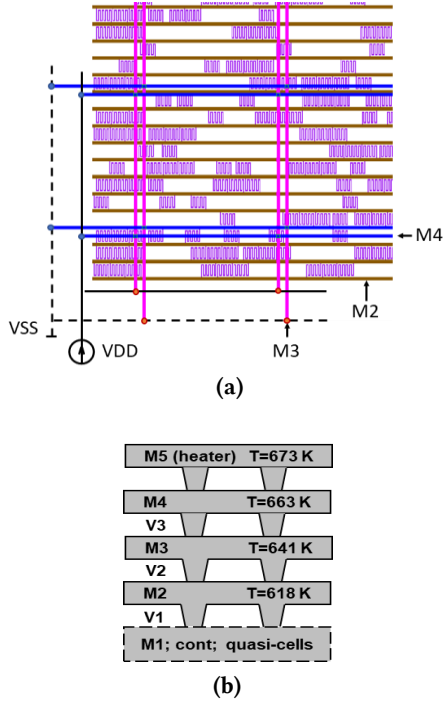 M4
M2
VSS
VDD
M3
(a)
M5 (heater) T=673 K
M4 T=663 K
V3
M3 T=641 K
V2
M2 T=618 K
V1
M1; cont; quasi-cells
(b)